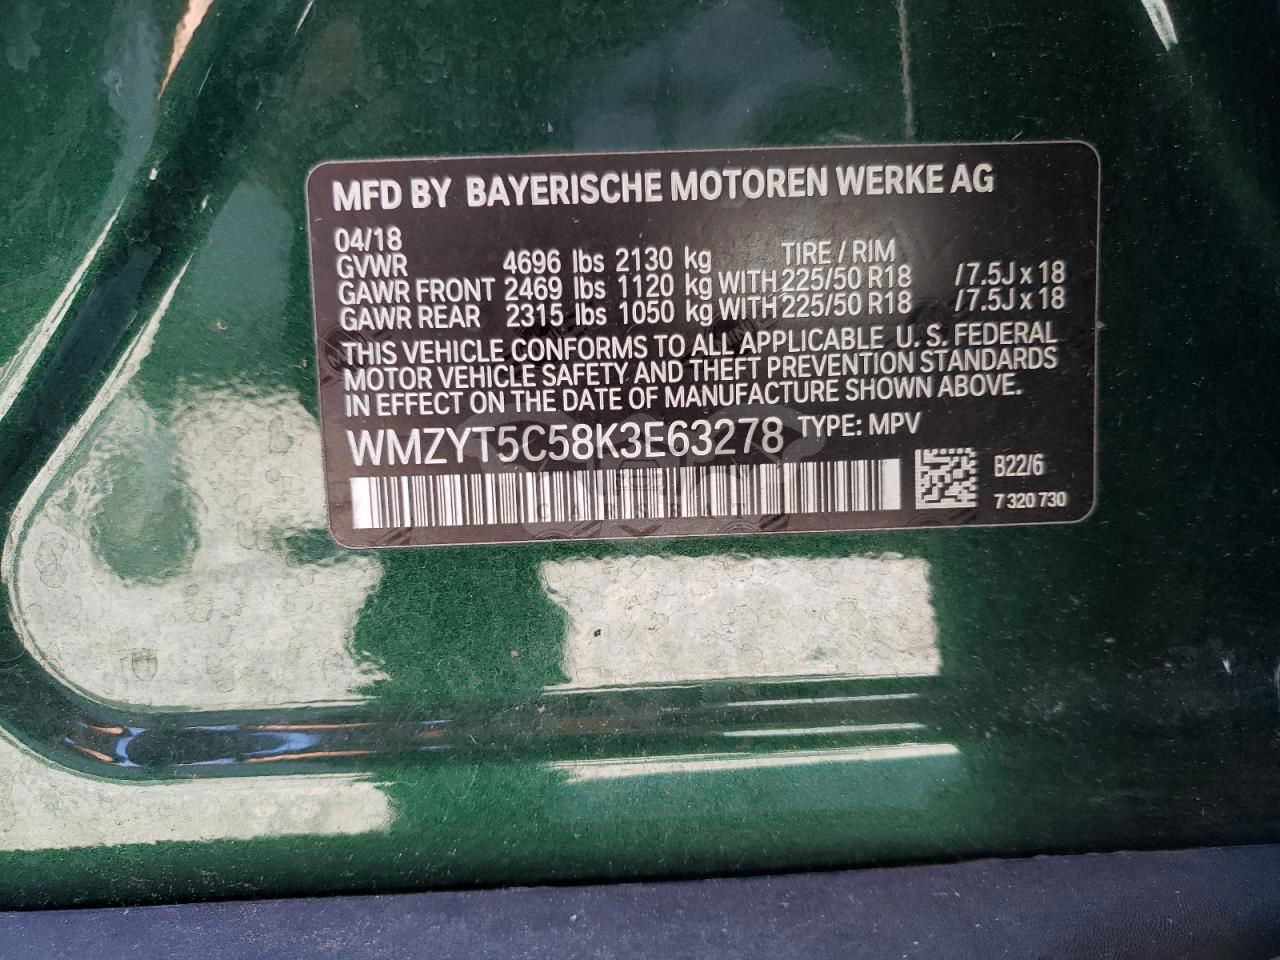 MFD BY BAYERISCHE MOTOREN WERKE AG
04/18
GVWR 4696 lbs 2130 kg TIRE / RIM
GAWR FRONT 2469 lbs 1120 kg WITH 225/50 R18 /7.5J x 18
GAWR REAR 2315 lbs 1050 kg WITH 225/50 R18 /7.5J x 18
THIS VEHICLE CONFORMS TO ALL APPLICABLE U. S. FEDERAL
MOTOR VEHICLE SAFETY AND THEFT PREVENTION STANDARDS
IN EFFECT ON THE DATE OF MANUFACTURE SHOWN ABOVE.
WMZYT5C58K3E63278 TYPE: MPV
B22/6
7 320 730